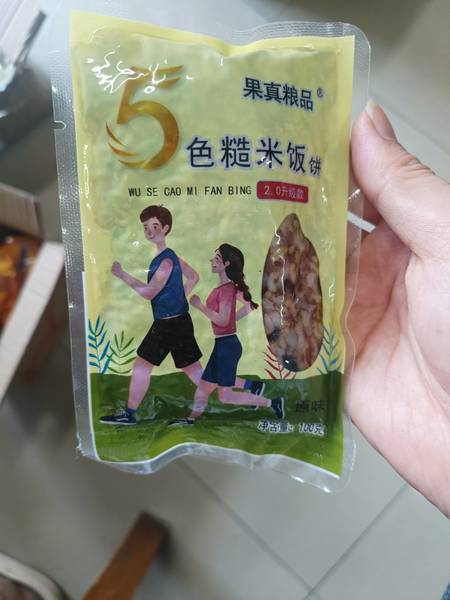 果真粮品®
5
色糙米饭饼
WU SE CAO MI FAN BING
2.0升级款
原味
净含量：100克